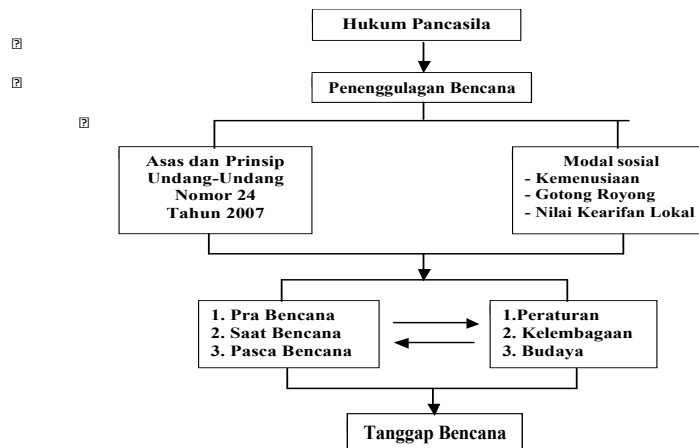 Hukum Pancasila
Penenggulagan Bencana
Asas dan Prinsip
Undang-Undang
Nomor 24
Tahun 2007
Modal sosial
- Kemenusiaan
- Gotong Royong
- Nilai Kearifan Lokal
1. Pra Bencana
2. Saat Bencana
3. Pasca Bencana
1.Peraturan
2. Kelembagaan
3. Budaya
Tanggap Bencana